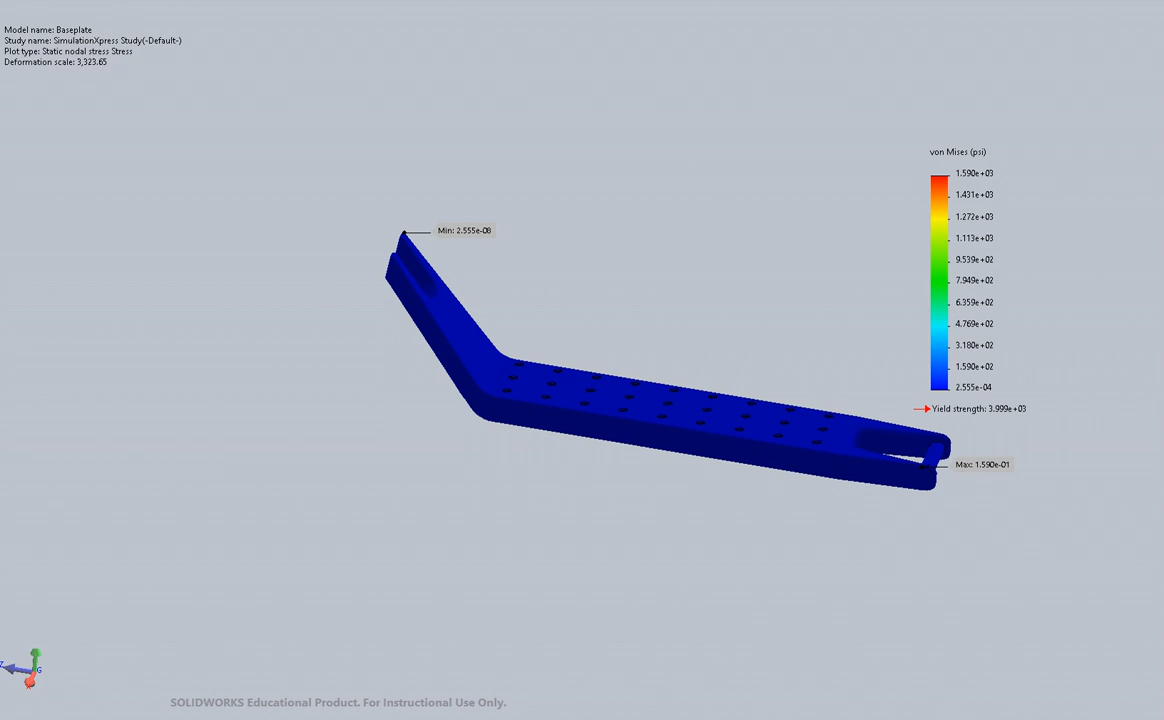 Model name: Baseplate
Study name: SimulationXpress Study(-Default-)
Plot type: Static nodal stress Stress
Deformation scale: 3,323.65
von Mises (psi)
1.590e+03
1.431e+03
1.272e+03
1.113e+03
9.539e+02
7.949e+02
6.359e+02
4.769e+02
3.180e+02
1.590e+02
2.555e-04
Yield strength: 3.999e+03
Min: 2.555e-08
Max: 1.590e-01
Z
SOLIDWORKS Educational Product. For Instructional Use Only.